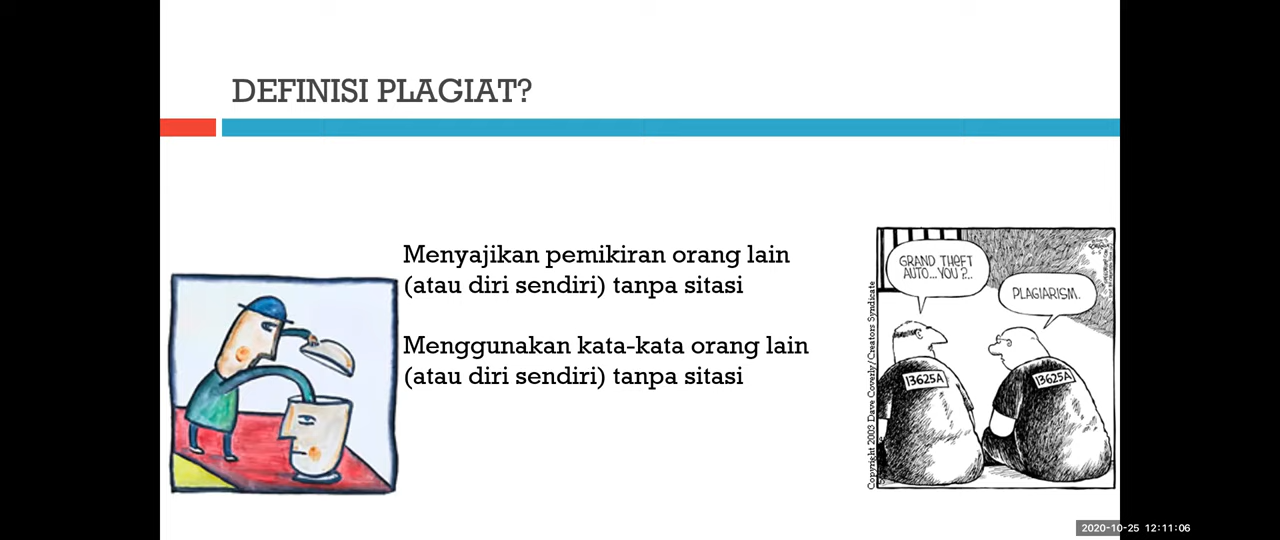 DEFINISI PLAGIAT?
Menyajikan pemikiran orang lain
(atau diri sendiri) tanpa sitasi
Menggunakan kata-kata orang lain
(atau diri sendiri) tanpa sitasi
GRAND THEFT
AUTO...YOU?...
PLAGIARISM.
13625A
13625A
Copyright 2003 Dave Coverly/Creators Syndicate
2020-10-25 12:11:06